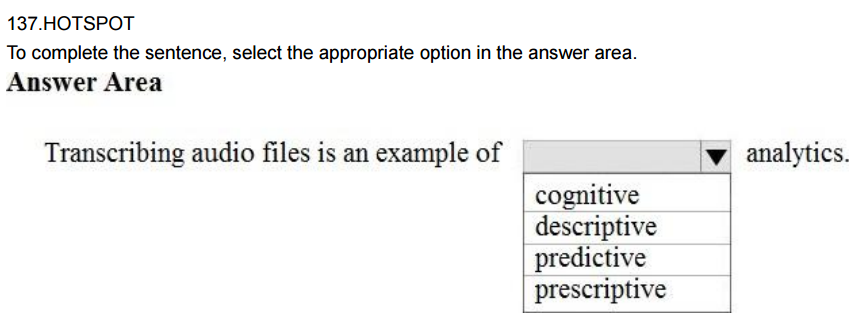 137.HOTSPOT
To complete the sentence, select the appropriate option in the answer area.
Answer Area
Transcribing audio files is an example of analytics.
cognitive
descriptive
predictive
prescriptive